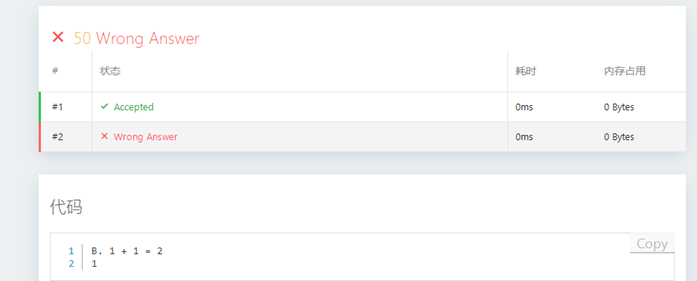 50 Wrong Answer
# 状态 耗时 内存占用
#1 Accepted 0ms 0 Bytes
#2 Wrong Answer 0ms 0 Bytes
代码
Copy
1 B. 1 + 1 = 2
2 1